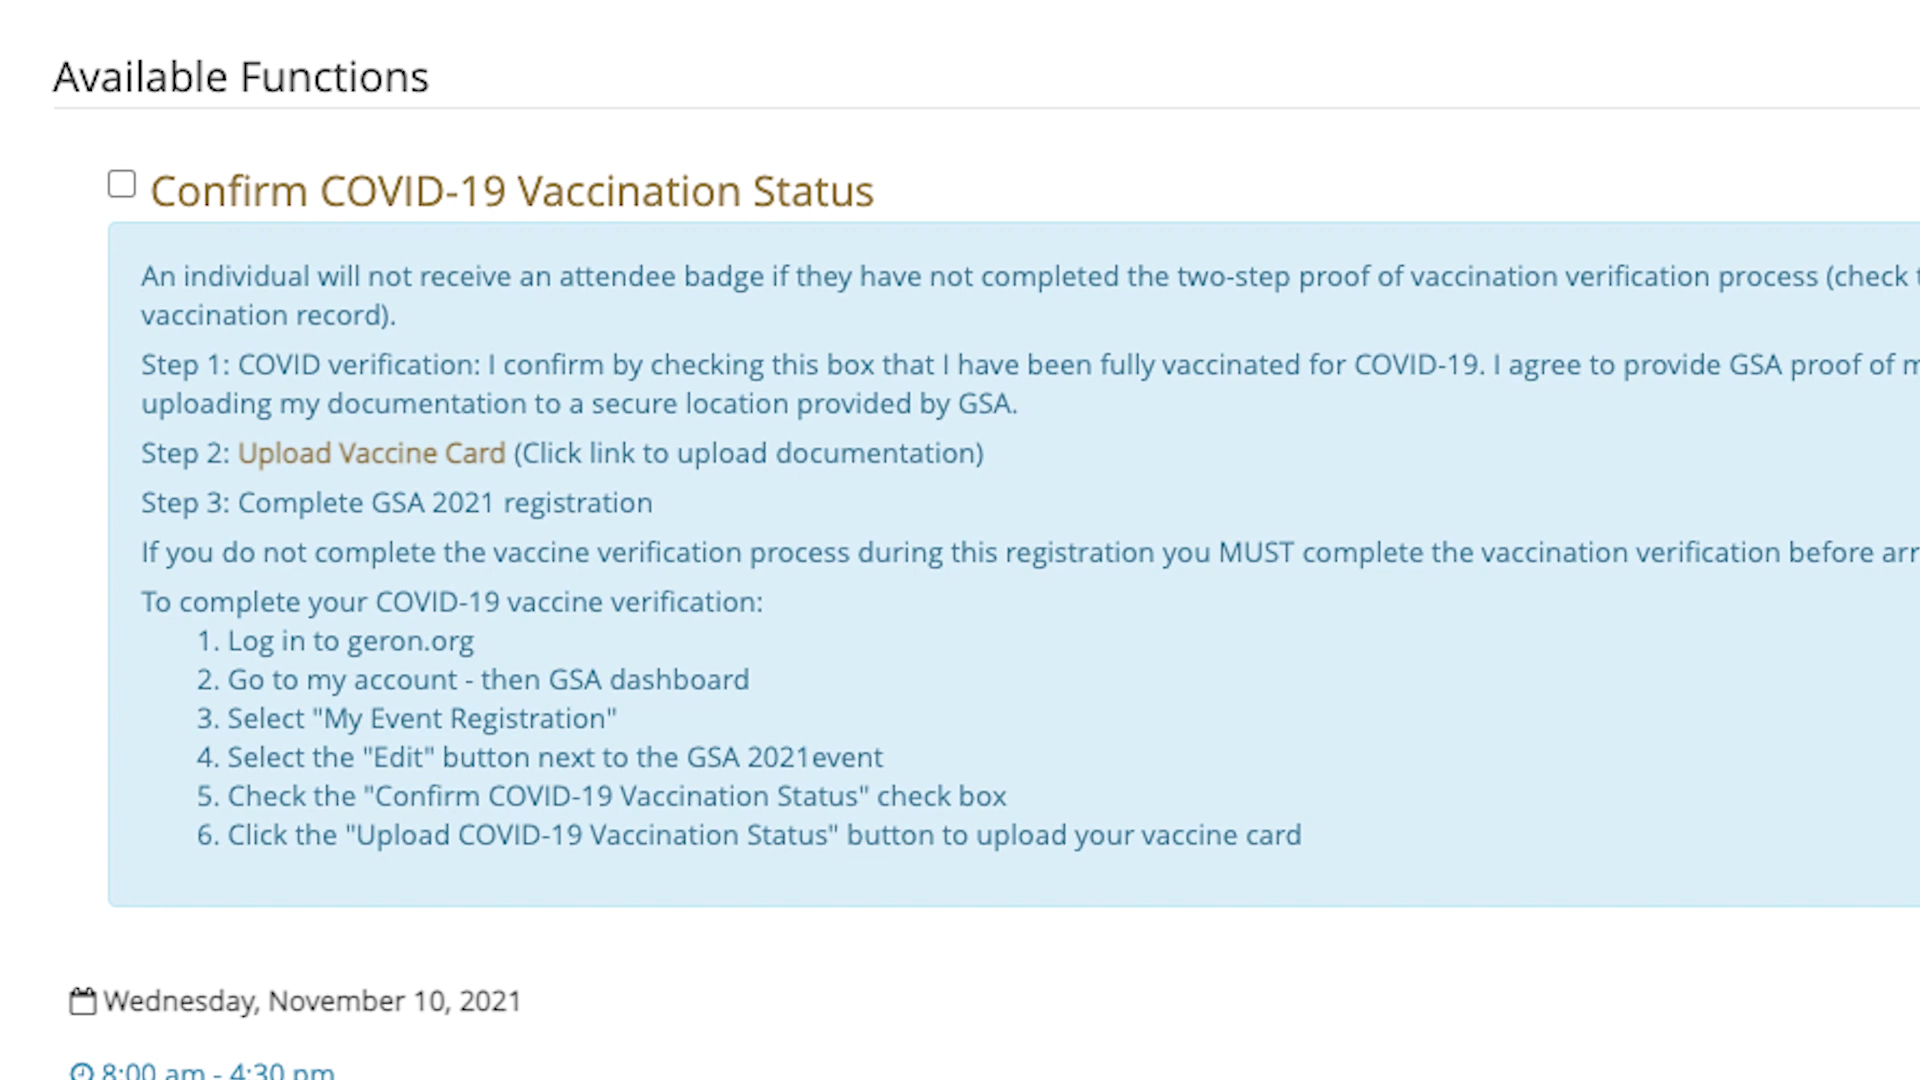 Available Functions
Confirm COVID-19 Vaccination Status
An individual will not receive an attendee badge if they have not completed the two-step proof of vaccination verification process (check
vaccination record).
Step 1: COVID verification: I confirm by checking this box that I have been fully vaccinated for COVID-19. I agree to provide GSA proof of
uploading my documentation to a secure location provided by GSA.
Step 2: Upload Vaccine Card (Click link to upload documentation)
Step 3: Complete GSA 2021 registration
If you do not complete the vaccine verification process during this registration you MUST complete the vaccination verification before
To complete your COVID-19 vaccine verification:
1. Log in to geron.org
2. Go to my account - then GSA dashboard
3. Select "My Event Registration"
4. Select the "Edit" button next to the GSA 2021event
5. Check the "Confirm COVID-19 Vaccination Status" check box
6. Click the "Upload COVID-19 Vaccination Status" button to upload your vaccine card
Wednesday, November 10, 2021
8:00 am - 4:30 pm